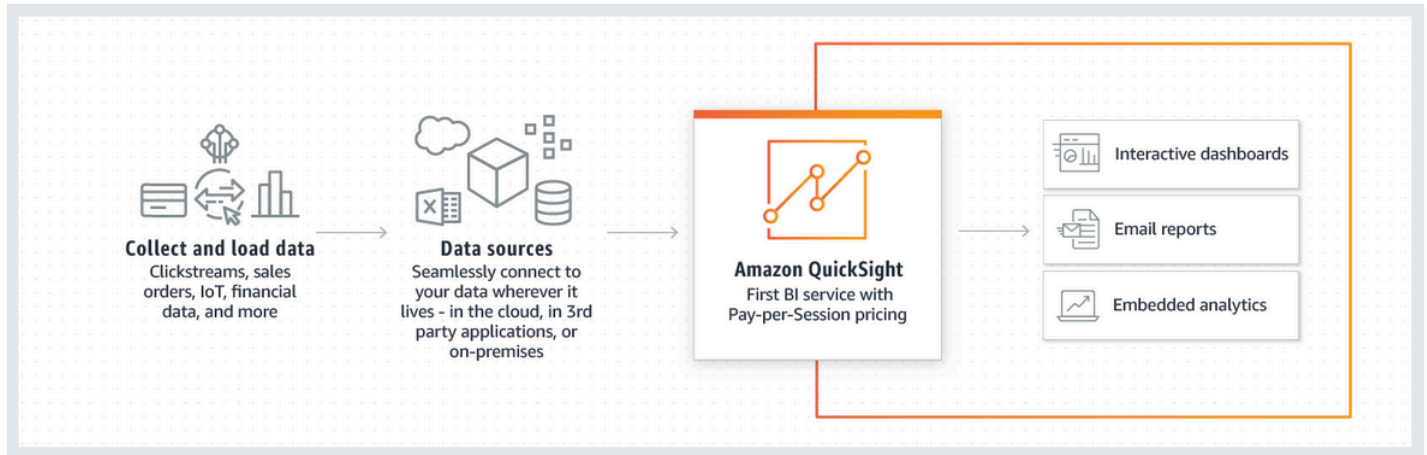 Collect and load data
Clickstreams, sales
orders, IoT, financial
data, and more
Data sources
Seamlessly connect to
your data wherever it
lives - in the cloud, in 3rd
party applications, or
on-premises
Amazon QuickSight
First BI service with
Pay-per-Session pricing
Interactive dashboards
Email reports
Embedded analytics